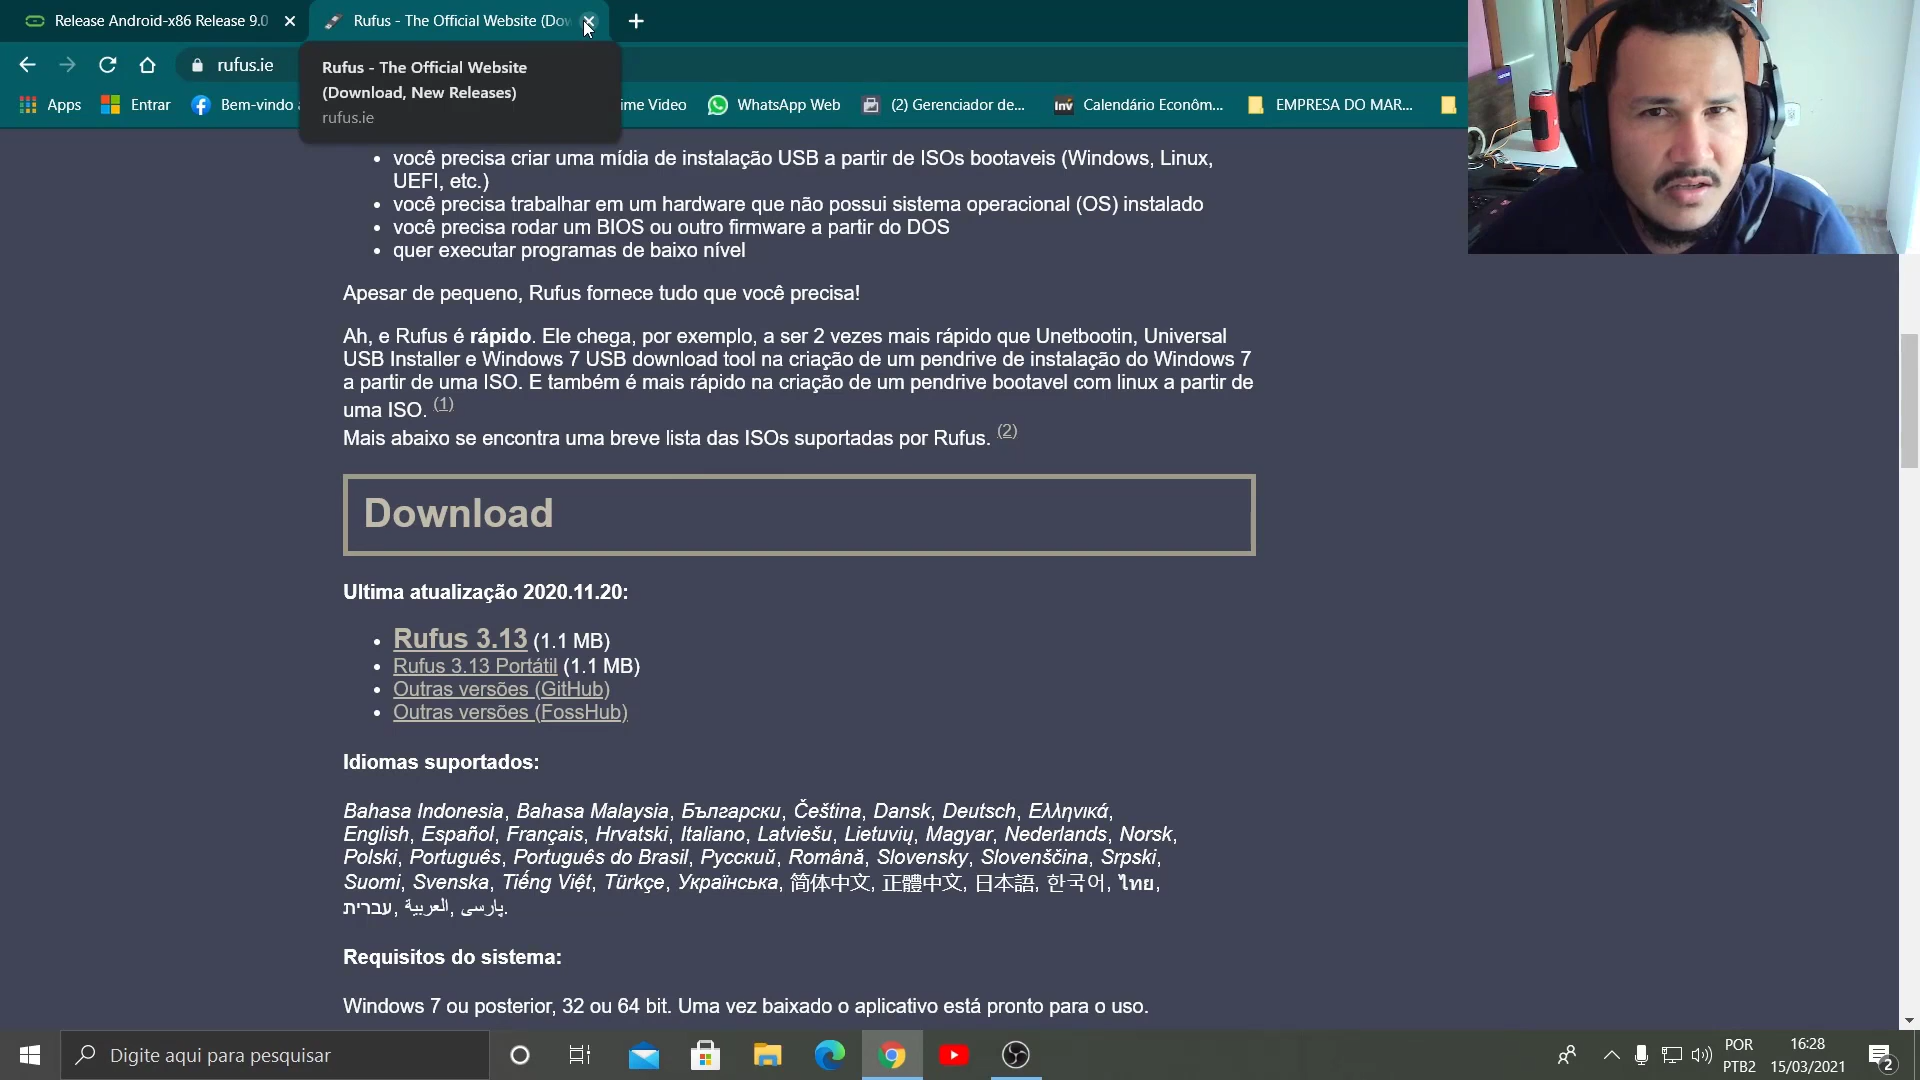 Release Android-x86 Release 9.0
Rufus - The Official Website (Dow
rufus.ie
Rufus - The Official Website
(Download, New Releases)
rufus.ie
Apps
Entrar
Bem-vindo
ime Video
WhatsApp Web
(2) Gerenciador de...
Inv
Calendário Econôm...
EMPRESA DO MAR...
você precisa criar uma mídia de instalação USB a partir de ISOs bootaveis (Windows, Linux,
UEFI, etc.)
você precisa trabalhar em um hardware que não possui sistema operacional (OS) instalado
você precisa rodar um BIOS ou outro firmware a partir do DOS
quer executar programas de baixo nível
Apesar de pequeno, Rufus fornece tudo que você precisa!
Ah, e Rufus é rápido. Ele chega, por exemplo, a ser 2 vezes mais rápido que Unetbootin, Universal
USB Installer e Windows 7 USB download tool na criação de um pendrive de instalação do Windows 7
a partir de uma ISO. E também é mais rápido na criação de um pendrive bootavel com linux a partir de
uma ISO. (1)
Mais abaixo se encontra uma breve lista das ISOs suportadas por Rufus. (2)
Download
Ultima atualização 2020.11.20:
Rufus 3.13 (1.1 MB)
Rufus 3.13 Portátil (1.1 MB)
Outras versões (GitHub)
Outras versões (FossHub)
Idiomas suportados:
Bahasa Indonesia, Bahasa Malaysia, Български, Čeština, Dansk, Deutsch, Ελληνικά,
English, Español, Français, Hrvatski, Italiano, Latviešu, Lietuvių, Magyar, Nederlands, Norsk,
Polski, Português, Português do Brasil, Русский, Română, Slovensky, Slovenščina, Srpski,
Suomi, Svenska, Tiếng Việt, Türkçe, Українська, 简体中文, 正體中文, 日本語, 한국어, ไทย,
עברית, العربية, پارسی.
Requisitos do sistema:
Windows 7 ou posterior, 32 ou 64 bit. Uma vez baixado o aplicativo está pronto para o uso.
Digite aqui para pesquisar
POR
PTB2
16:28
15/03/2021
2